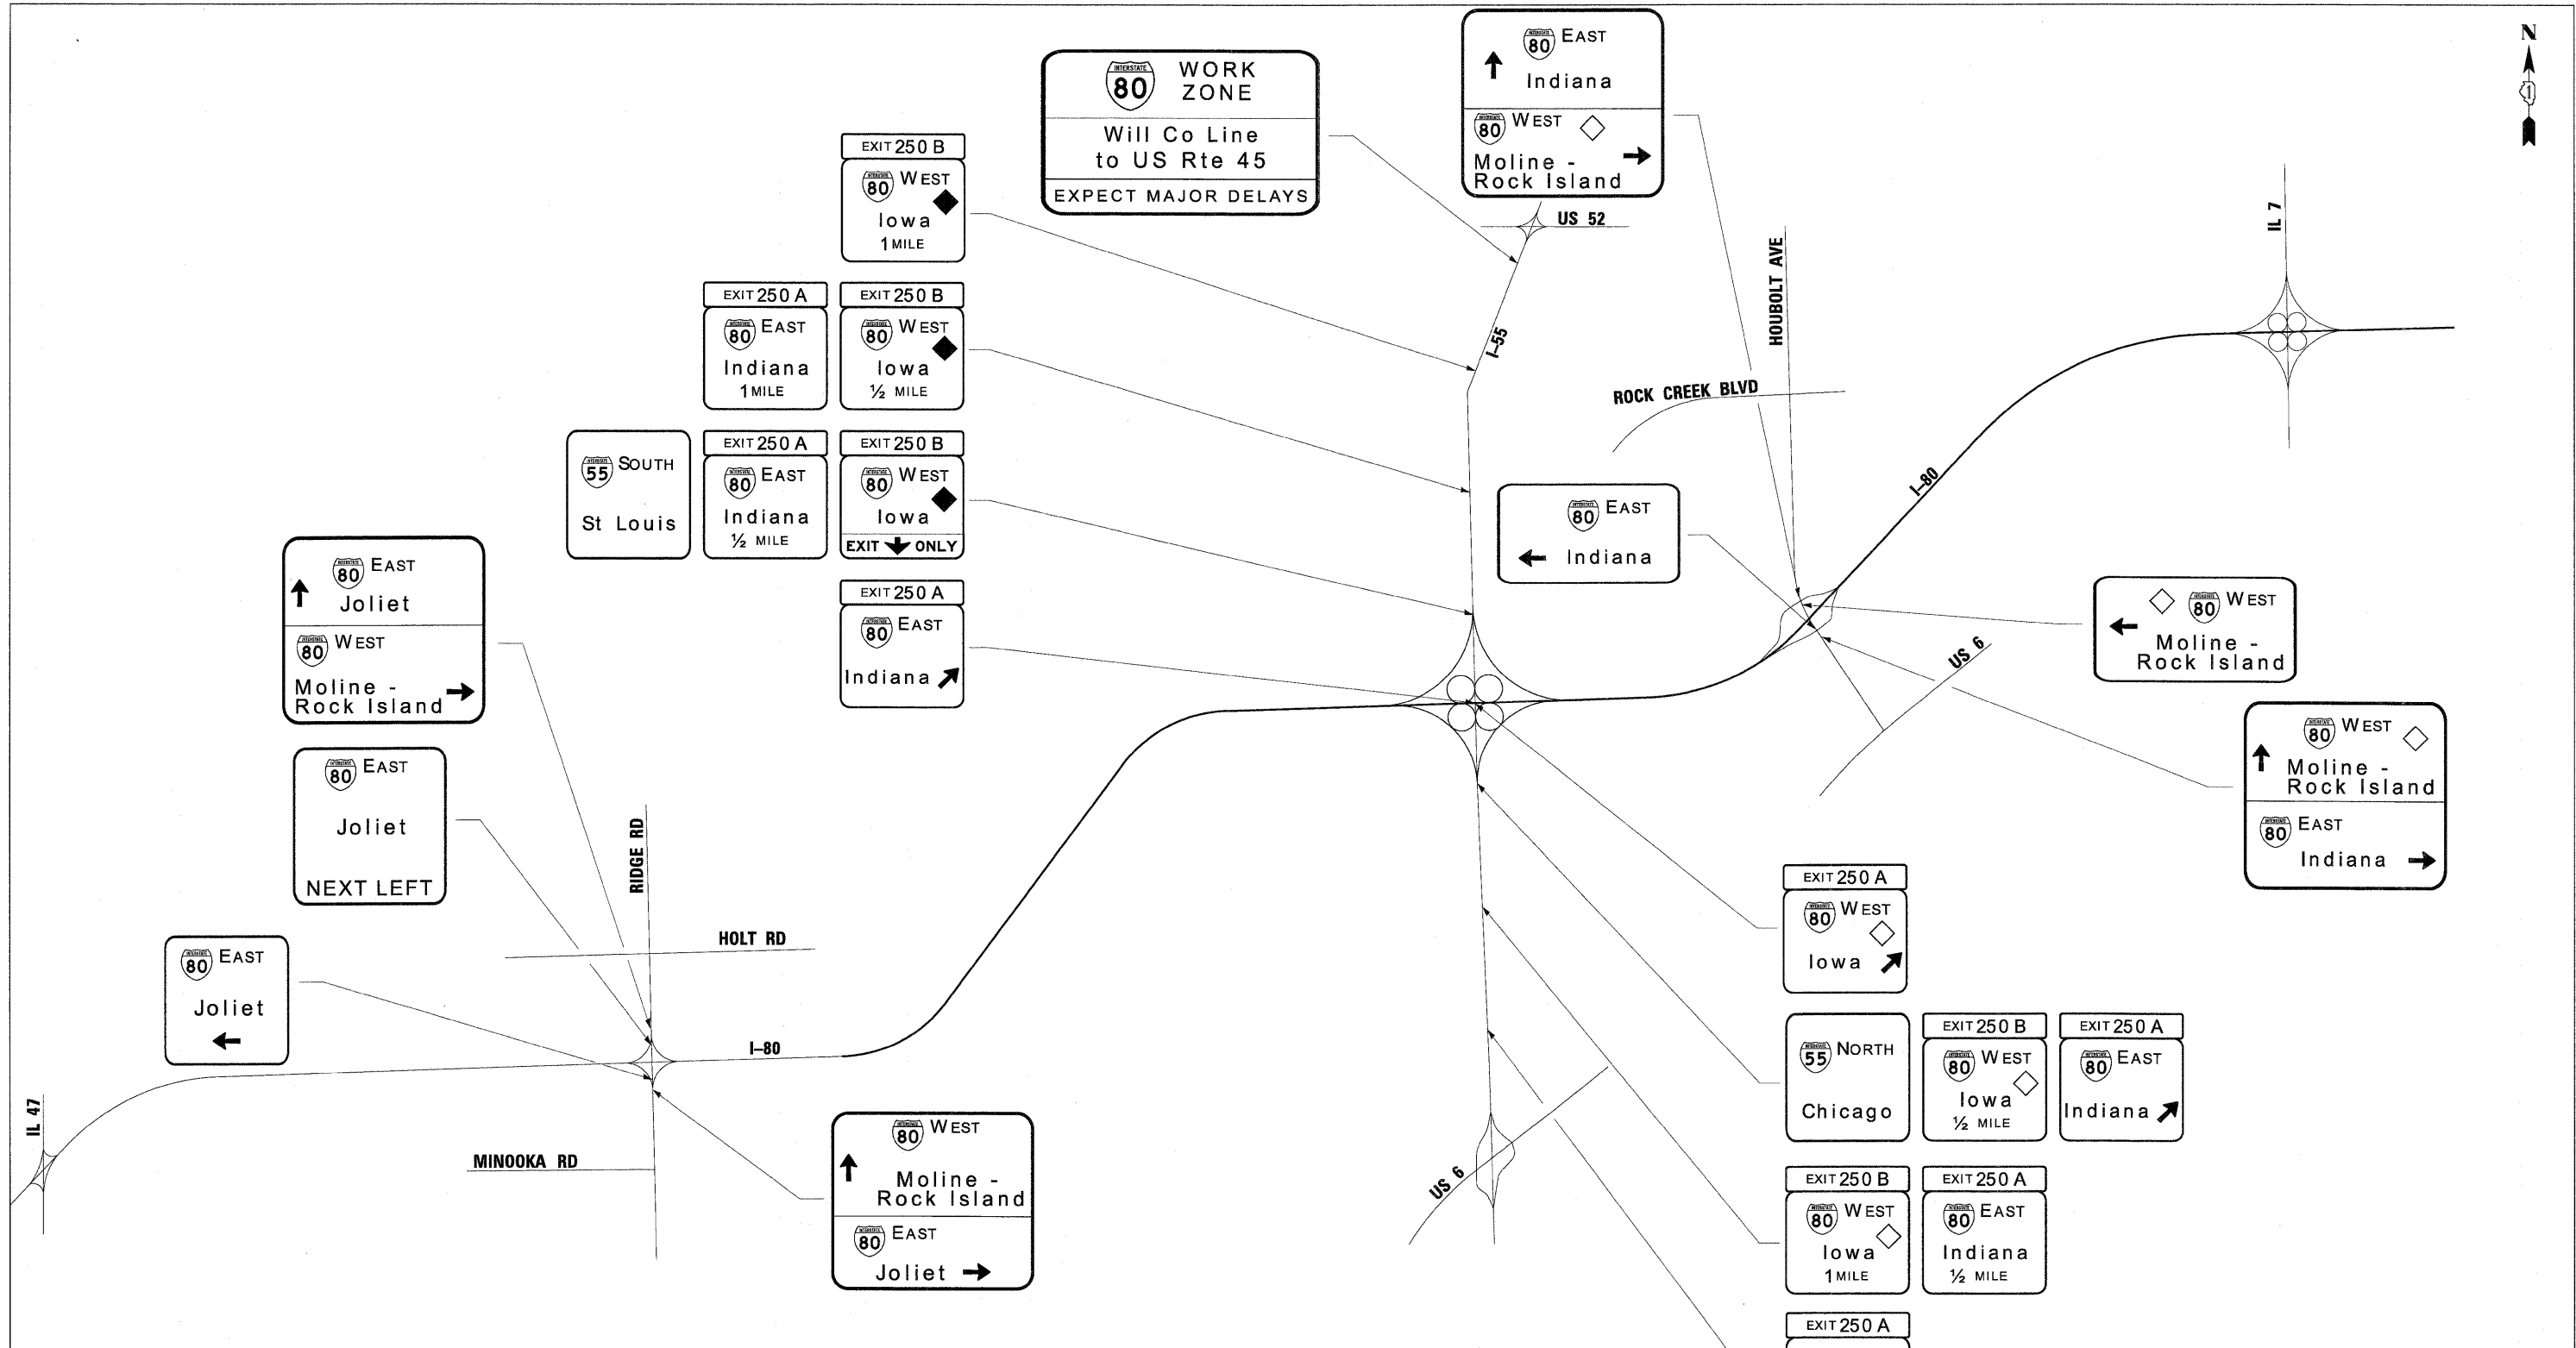 N
1
INTERSTATE
80
WORK
ZONE
Will Co Line
to US Rte 45
EXPECT MAJOR DELAYS
80 EAST
Indiana
80 WEST
Moline -
Rock Island
EXIT 250 B
80 WEST
Iowa
1 MILE
US 52
IL 7
HOUBOLT AVE
I-55
EXIT 250 A
80 EAST
Indiana
1 MILE
EXIT 250 B
80 WEST
Iowa
½ MILE
ROCK CREEK BLVD
55 SOUTH
St Louis
EXIT 250 A
80 EAST
Indiana
½ MILE
EXIT 250 B
80 WEST
Iowa
EXIT ONLY
80 EAST
Indiana
I-80
80 EAST
Joliet
80 WEST
Moline -
Rock Island
EXIT 250 A
80 EAST
Indiana
80 WEST
Moline -
Rock Island
US 6
80 WEST
Moline -
Rock Island
80 EAST
Indiana
80 EAST
Joliet
NEXT LEFT
RIDGE RD
HOLT RD
80 EAST
Joliet
I-80
IL 47
MINOOKA RD
80 WEST
Moline -
Rock Island
80 EAST
Joliet
US 6
EXIT 250 A
80 WEST
Iowa
55 NORTH
Chicago
EXIT 250 B
80 WEST
Iowa
½ MILE
EXIT 250 A
80 EAST
Indiana
EXIT 250 B
80 WEST
Iowa
1 MILE
EXIT 250 A
80 EAST
Indiana
½ MILE
EXIT 250 A